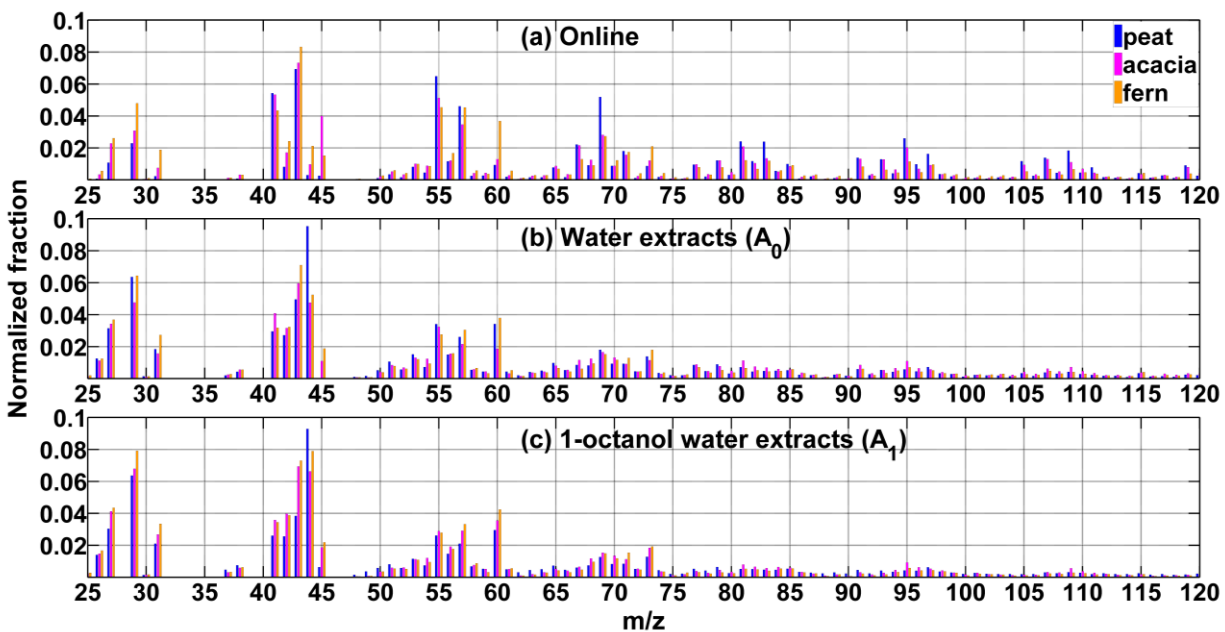 0.1
(a) Online
peat
acacia
fern
0.08
0.06
0.04
0.02
25 30 35 40 45 50 55 60 65 70 75 80 85 90 95 100 105 110 115 120
0.1
(b) Water extracts (A0)
0.08
0.06
0.04
0.02
25 30 35 40 45 50 55 60 65 70 75 80 85 90 95 100 105 110 115 120
0.1
(c) 1-octanol water extracts (A1)
0.08
0.06
0.04
0.02
25 30 35 40 45 50 55 60 65 70 75 80 85 90 95 100 105 110 115 120
Normalized fraction
m/z